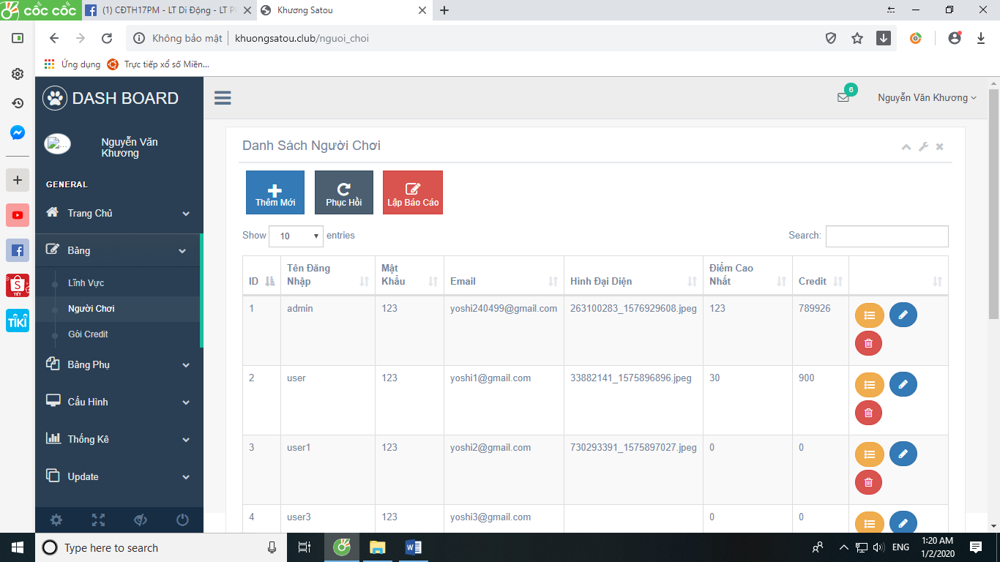 cốc cốc
(1) CĐTH17PM - LT Di Động - LT P
Khương Satou
Không bảo mật
khuongsatou.club/nguoi_choi
Ứng dụng
Trực tiếp xổ số Miền...
DASH BOARD
6
Nguyễn Văn Khương
Nguyễn Văn
Khương
GENERAL
Trang Chủ
Bảng
Lĩnh Vực
Người Chơi
Gói Credit
Bảng Phụ
Cấu Hình
Thống Kê
Update
Danh Sách Người Chơi
Thêm Mới
Phục Hồi
Lập Báo Cáo
Show 10 entries
Search:
ID
Tên Đăng
Nhập
Mật
Khẩu
Email
Hình Đại Diện
Điểm Cao
Nhất
Credit
1 admin 123 yoshi240499@gmail.com 263100283_1576929608.jpeg 123 789926
2 user 123 yoshi1@gmail.com 33882141_1575896896.jpeg 30 900
3 user1 123 yoshi2@gmail.com 730293391_1575897027.jpeg 0 0
4 user3 123 yoshi3@gmail.com 0 0
TẾT
TIKI
Type here to search
ENG
1:20 AM
1/2/2020